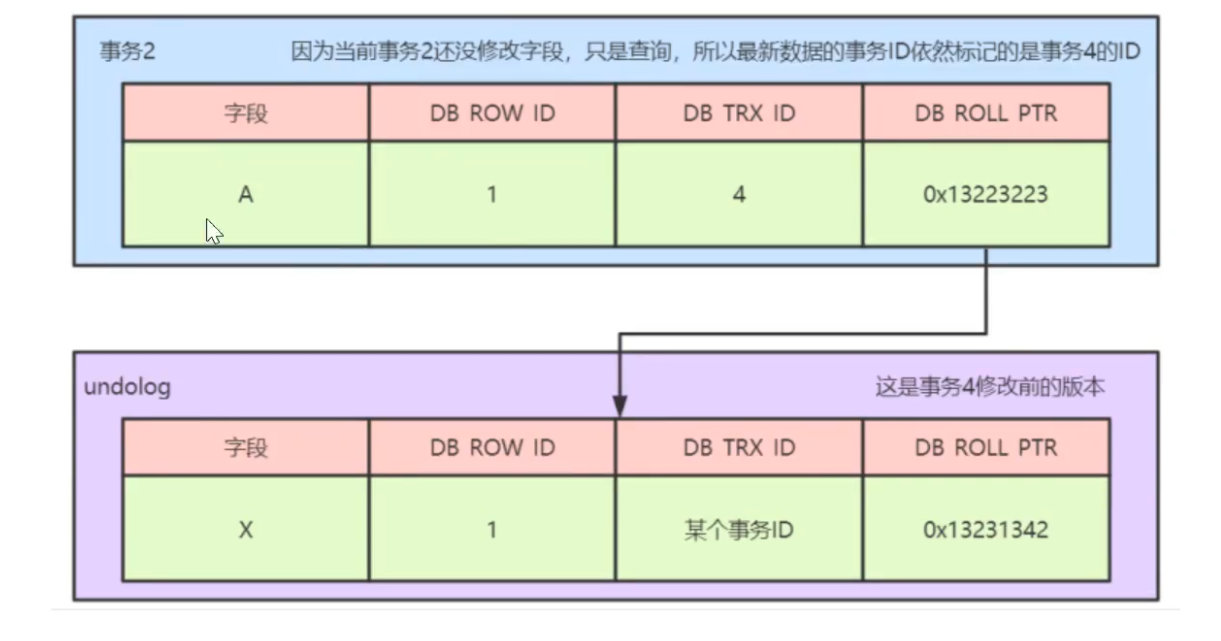 事务2 因为当前事务2还没修改字段，只是查询，所以最新数据的事务ID依然标记的是事务4的ID
字段 DB ROW ID DB TRX ID DB ROLL PTR
A 1 4 0x13223223
undolog 这是事务4修改前的版本
字段 DB ROW ID DB TRX ID DB ROLL PTR
X 1 某个事务ID 0x13231342